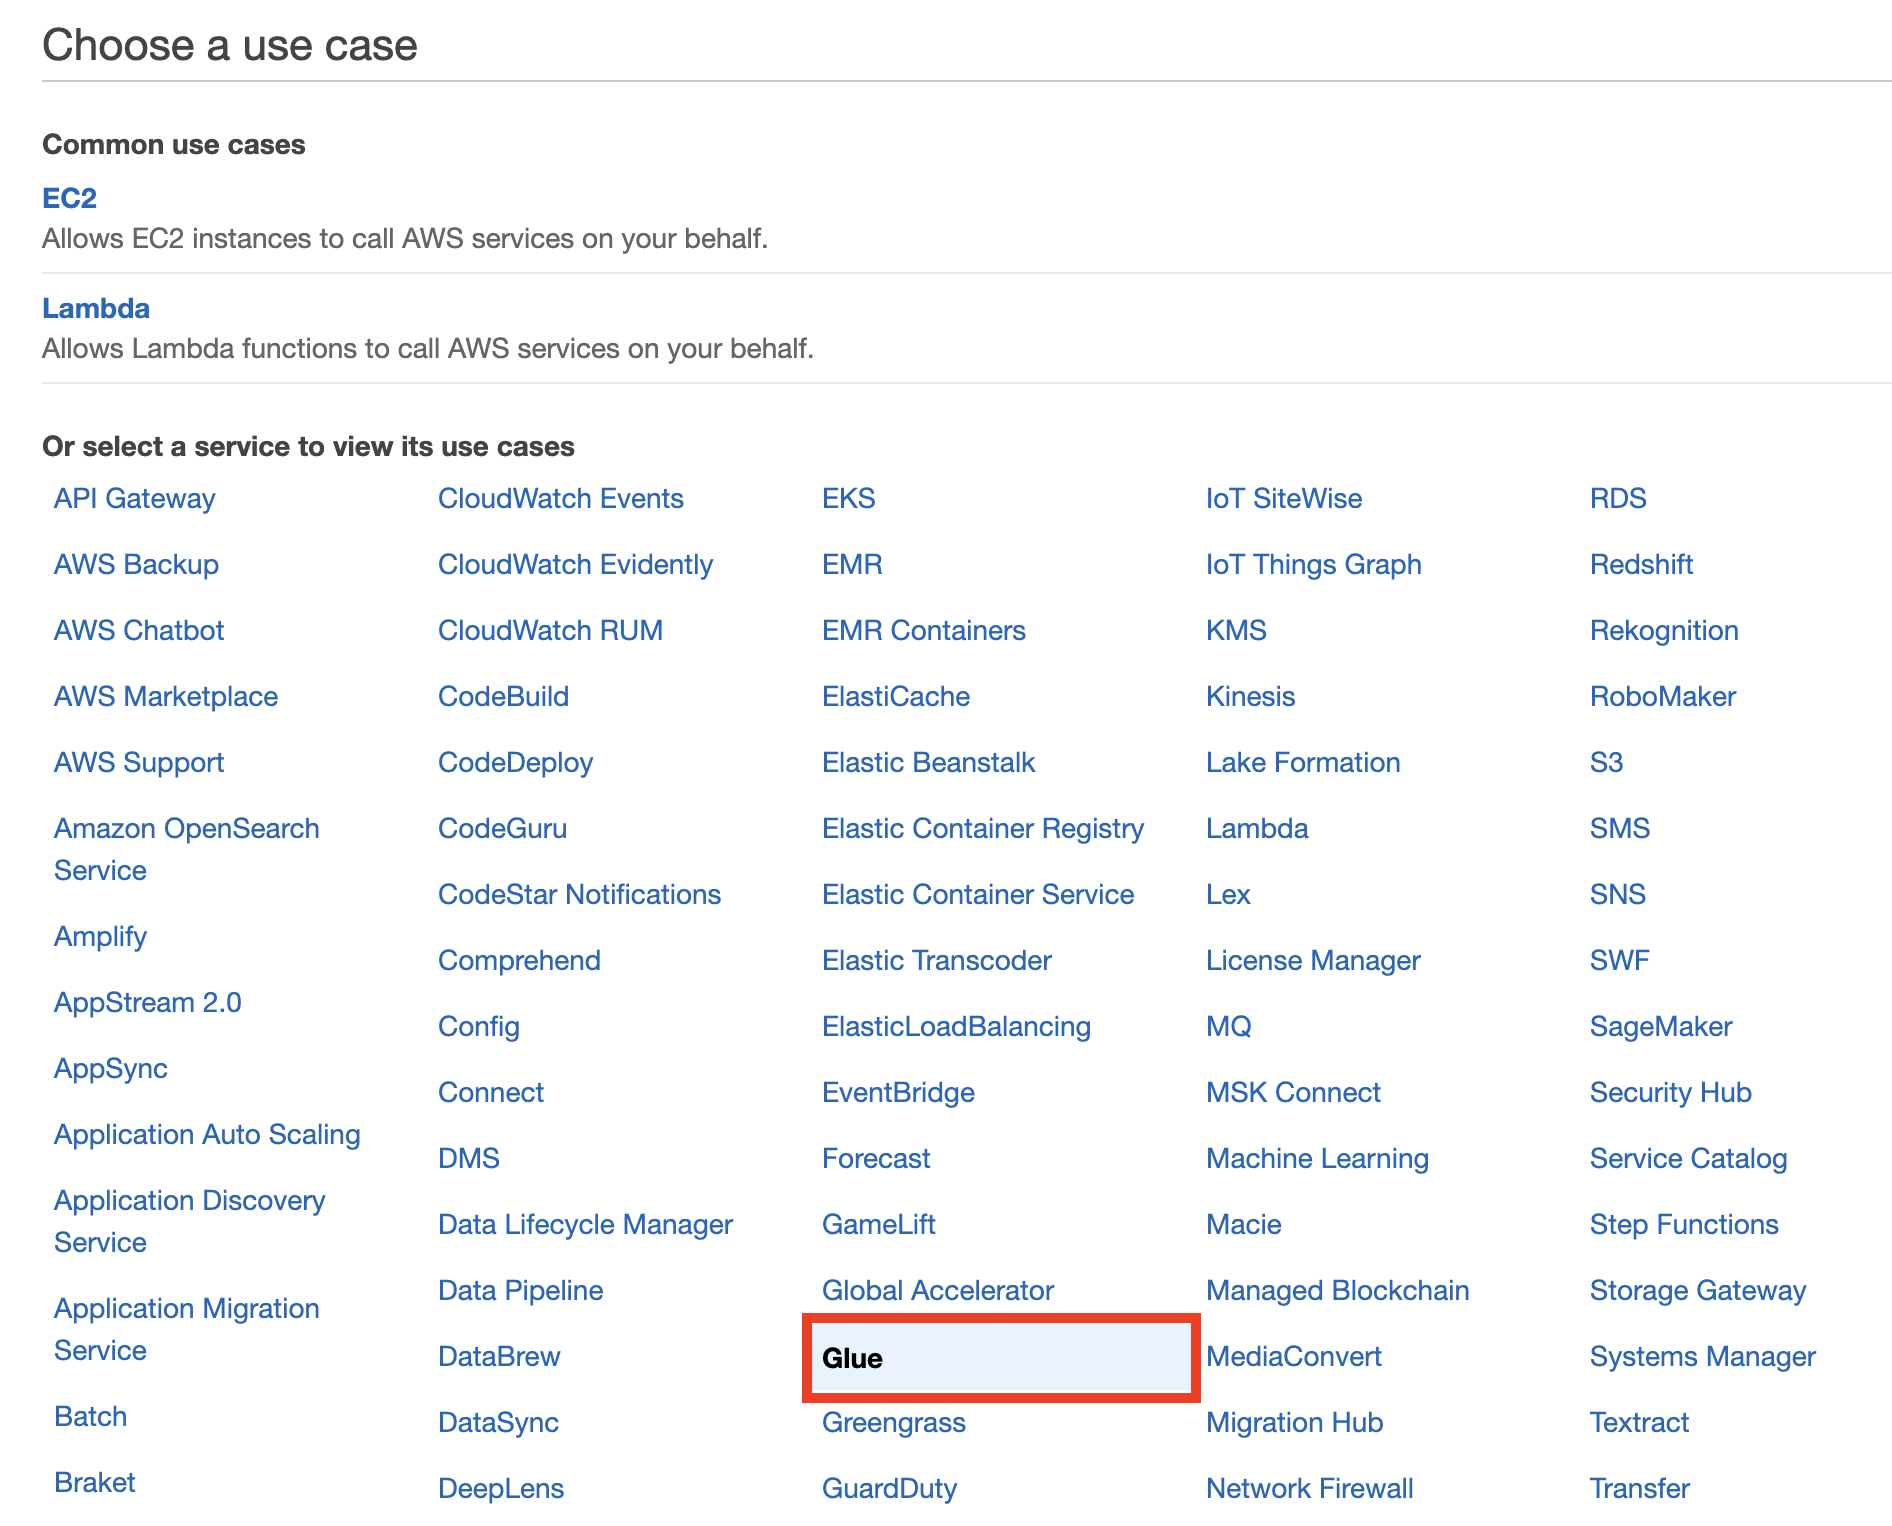 Choose a use case
Common use cases
EC2
Allows EC2 instances to call AWS services on your behalf.
Lambda
Allows Lambda functions to call AWS services on your behalf.
Or select a service to view its use cases
API Gateway
AWS Backup
AWS Chatbot
AWS Marketplace
AWS Support
Amazon OpenSearch
Service
Amplify
AppStream 2.0
AppSync
Application Auto Scaling
Application Discovery
Service
Application Migration
Service
Batch
Braket
CloudWatch Events
CloudWatch Evidently
CloudWatch RUM
CodeBuild
CodeDeploy
CodeGuru
CodeStar Notifications
Comprehend
Config
Connect
DMS
Data Lifecycle Manager
Data Pipeline
DataBrew
DataSync
DeepLens
EKS
EMR
EMR Containers
ElastiCache
Elastic Beanstalk
Elastic Container Registry
Elastic Container Service
Elastic Transcoder
ElasticLoadBalancing
EventBridge
Forecast
GameLift
Global Accelerator
Glue
Greengrass
GuardDuty
IoT SiteWise
IoT Things Graph
KMS
Kinesis
Lake Formation
Lambda
Lex
License Manager
MQ
MSK Connect
Machine Learning
Macie
Managed Blockchain
MediaConvert
Migration Hub
Network Firewall
RDS
Redshift
Rekognition
RoboMaker
S3
SMS
SNS
SWF
SageMaker
Security Hub
Service Catalog
Step Functions
Storage Gateway
Systems Manager
Textract
Transfer